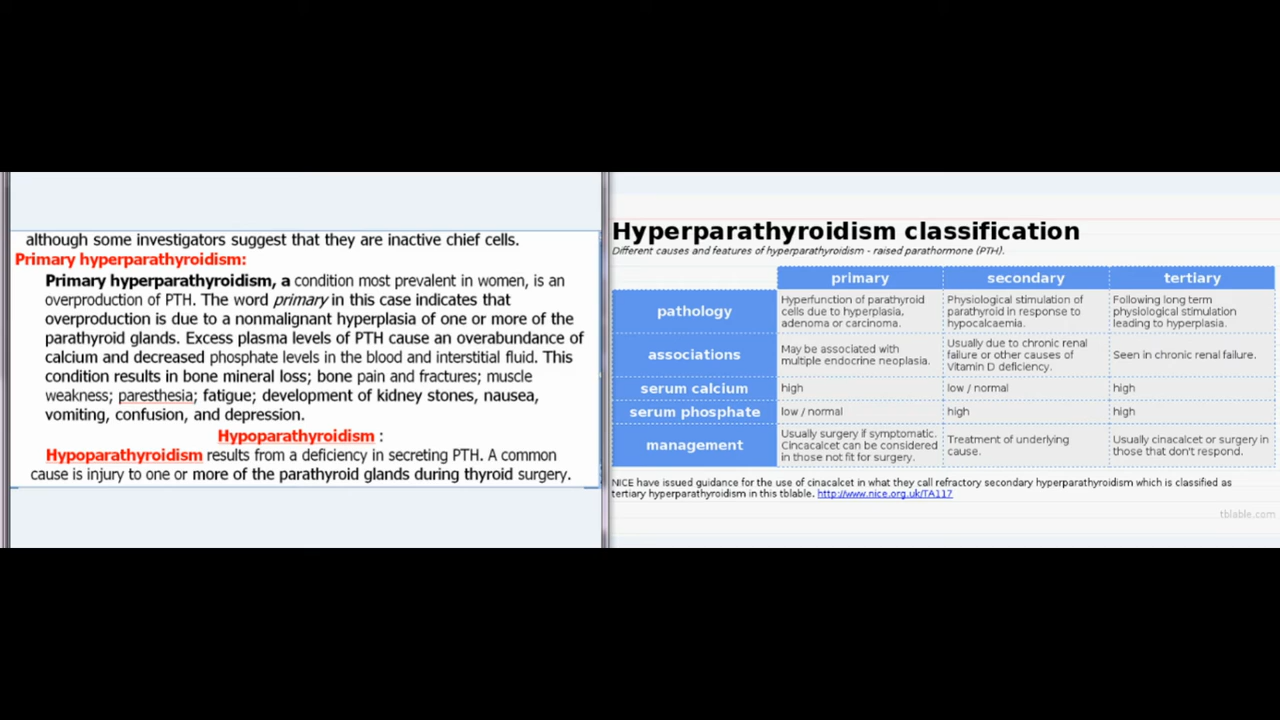 although some investigators suggest that they are inactive chief cells.
Primary hyperparathyroidism:
Primary hyperparathyroidism, a condition most prevalent in women, is an
overproduction of PTH. The word primary in this case indicates that
overproduction is due to a nonmalignant hyperplasia of one or more of the
parathyroid glands. Excess plasma levels of PTH cause an overabundance of
calcium and decreased phosphate levels in the blood and interstitial fluid. This
condition results in bone mineral loss; bone pain and fractures; muscle
weakness; paresthesia; fatigue; development of kidney stones, nausea,
vomiting, confusion, and depression.
Hypoparathyroidism :
Hypoparathyroidism results from a deficiency in secreting PTH. A common
cause is injury to one or more of the parathyroid glands during thyroid surgery.
Hyperparathyroidism classification
Different causes and features of hyperparathyroidism - raised parathormone (PTH).
primary secondary tertiary
pathology
Hyperfunction of parathyroid
cells due to hyperplasia,
adenoma or carcinoma.
Physiological stimulation of
parathyroid in response to
hypocalcaemia.
Following long term
physiological stimulation
leading to hyperplasia.
associations
May be associated with
multiple endocrine neoplasia.
Usually due to chronic renal
failure or other causes of
Vitamin D deficiency.
Seen in chronic renal failure.
serum calcium high low / normal high
serum phosphate low / normal high high
management
Usually surgery if symptomatic.
Cincacalcet can be considered
in those not fit for surgery.
Treatment of underlying
cause.
Usually cinacalcet or surgery in
those that don't respond.
NICE have issued guidance for the use of cinacalcet in what they call refractory secondary hyperparathyroidism which is classified as
tertiary hyperparathyroidism in this tblable. http://www.nice.org.uk/TA117
tblable.com